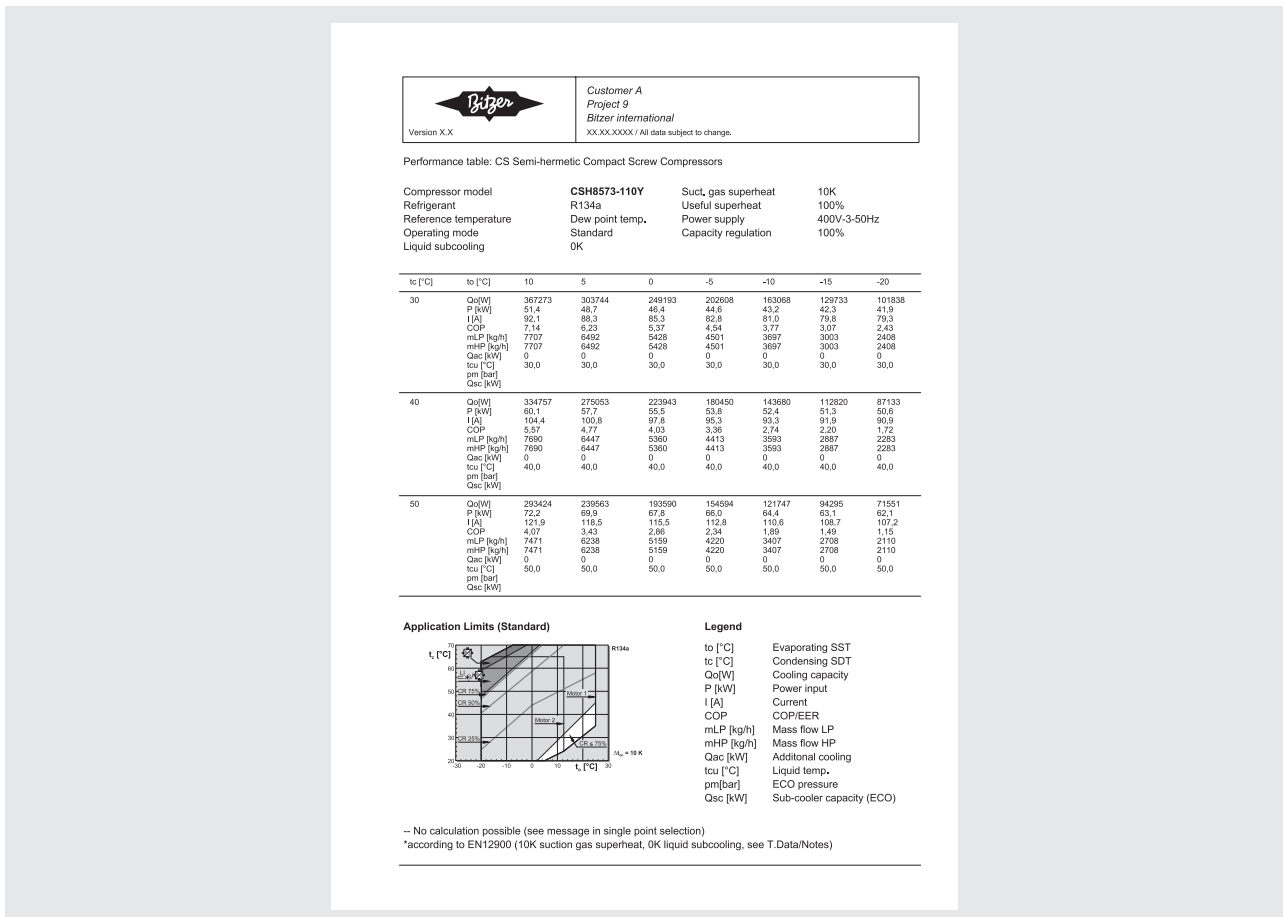 Bitzer
Version X.X
Customer A
Project 9
Bitzer international
XX.XX.XXXX / All data subject to change.
Performance table: CS Semi-hermetic Compact Screw Compressors
Compressor model CSH8573-110Y Suct. gas superheat 10K
Refrigerant R134a Useful superheat 100%
Reference temperature Dew point temp. Power supply 400V-3-50Hz
Operating mode Standard Capacity regulation 100%
Liquid subcooling 0K
tc [°C] to [°C] 10 5 0 -5 -10 -15 -20
30 Qo[W] 367273 303744 249193 202608 163068 129733 101838
P [kW] 51,4 48,7 46,4 44,6 43,2 42,3 41,9
I [A] 92,1 88,3 85,3 82,8 81,0 79,8 79,3
COP 7,14 6,23 5,37 4,54 3,77 3,07 2,43
mLP [kg/h] 7707 6492 5428 4501 3697 3003 2408
mHP [kg/h] 7707 6492 5428 4501 3697 3003 2408
Qac [kW] 0 0 0 0 0 0 0
tcu [°C] 30,0 30,0 30,0 30,0 30,0 30,0 30,0
pm [bar]
Qsc [kW]
40 Qo[W] 334757 275053 223943 180450 143680 112820 87133
P [kW] 60,1 57,7 55,5 53,8 52,4 51,3 50,6
I [A] 104,4 100,8 97,8 95,3 93,3 91,9 90,9
COP 5,57 4,77 4,03 3,36 2,74 2,20 1,72
mLP [kg/h] 7690 6447 5360 4413 3593 2887 2283
mHP [kg/h] 7690 6447 5360 4413 3593 2887 2283
Qac [kW] 0 0 0 0 0 0 0
tcu [°C] 40,0 40,0 40,0 40,0 40,0 40,0 40,0
pm [bar]
Qsc [kW]
50 Qo[W] 293424 239563 193590 154594 121747 94295 71551
P [kW] 72,2 69,9 67,8 66,0 64,4 63,1 62,1
I [A] 121,9 118,5 115,5 112,8 110,6 108,7 107,2
COP 4,07 3,43 2,86 2,34 1,89 1,49 1,15
mLP [kg/h] 7471 6238 5159 4220 3407 2708 2110
mHP [kg/h] 7471 6238 5159 4220 3407 2708 2110
Qac [kW] 0 0 0 0 0 0 0
tcu [°C] 50,0 50,0 50,0 50,0 50,0 50,0 50,0
pm [bar]
Qsc [kW]
Application Limits (Standard)
70
tc [°C]
R134a
60
LI
CR 75%
50
Motor 1
CR 50%
40
Motor 2
30
CR 25%
CR ≤ 75%
Δtoh = 10 K
20
-30 -20 -10 0 10 30
to [°C]
Legend
to [°C] Evaporating SST
tc [°C] Condensing SDT
Qo[W] Cooling capacity
P [kW] Power input
I [A] Current
COP COP/EER
mLP [kg/h] Mass flow LP
mHP [kg/h] Mass flow HP
Qac [kW] Additonal cooling
tcu [°C] Liquid temp.
pm[bar] ECO pressure
Qsc [kW] Sub-cooler capacity (ECO)
-- No calculation possible (see message in single point selection)
*according to EN12900 (10K suction gas superheat, 0K liquid subcooling, see T.Data/Notes)